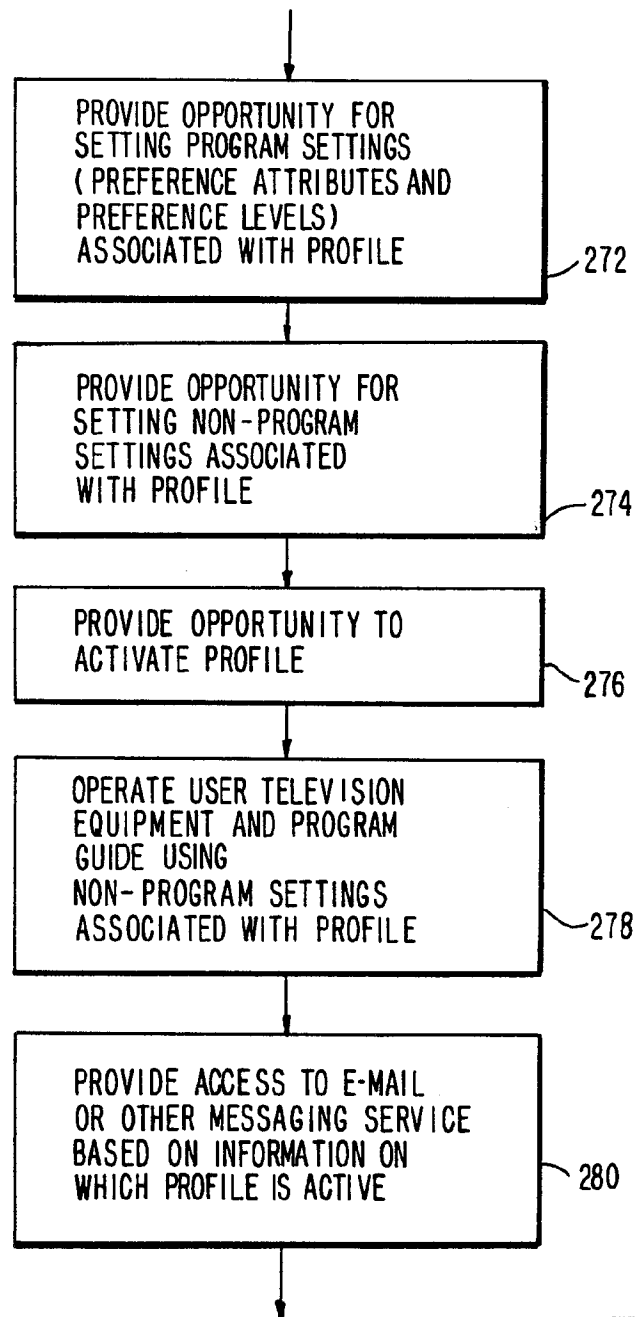 PROVIDE OPPORTUNITY FOR
SETTING PROGRAM SETTINGS
(PREFERENCE ATTRIBUTES AND
PREFERENCE LEVELS)
ASSOCIATED WITH PROFILE
272
PROVIDE OPPORTUNITY FOR
SETTING NON-PROGRAM
SETTINGS ASSOCIATED
WITH PROFILE
274
PROVIDE OPPORTUNITY TO
ACTIVATE PROFILE
276
OPERATE USER TELEVISION
EQUIPMENT AND PROGRAM
GUIDE USING
NON-PROGRAM SETTINGS
ASSOCIATED WITH PROFILE
278
PROVIDE ACCESS TO E-MAIL
OR OTHER MESSAGING SERVICE
BASED ON INFORMATION ON
WHICH PROFILE IS ACTIVE
280